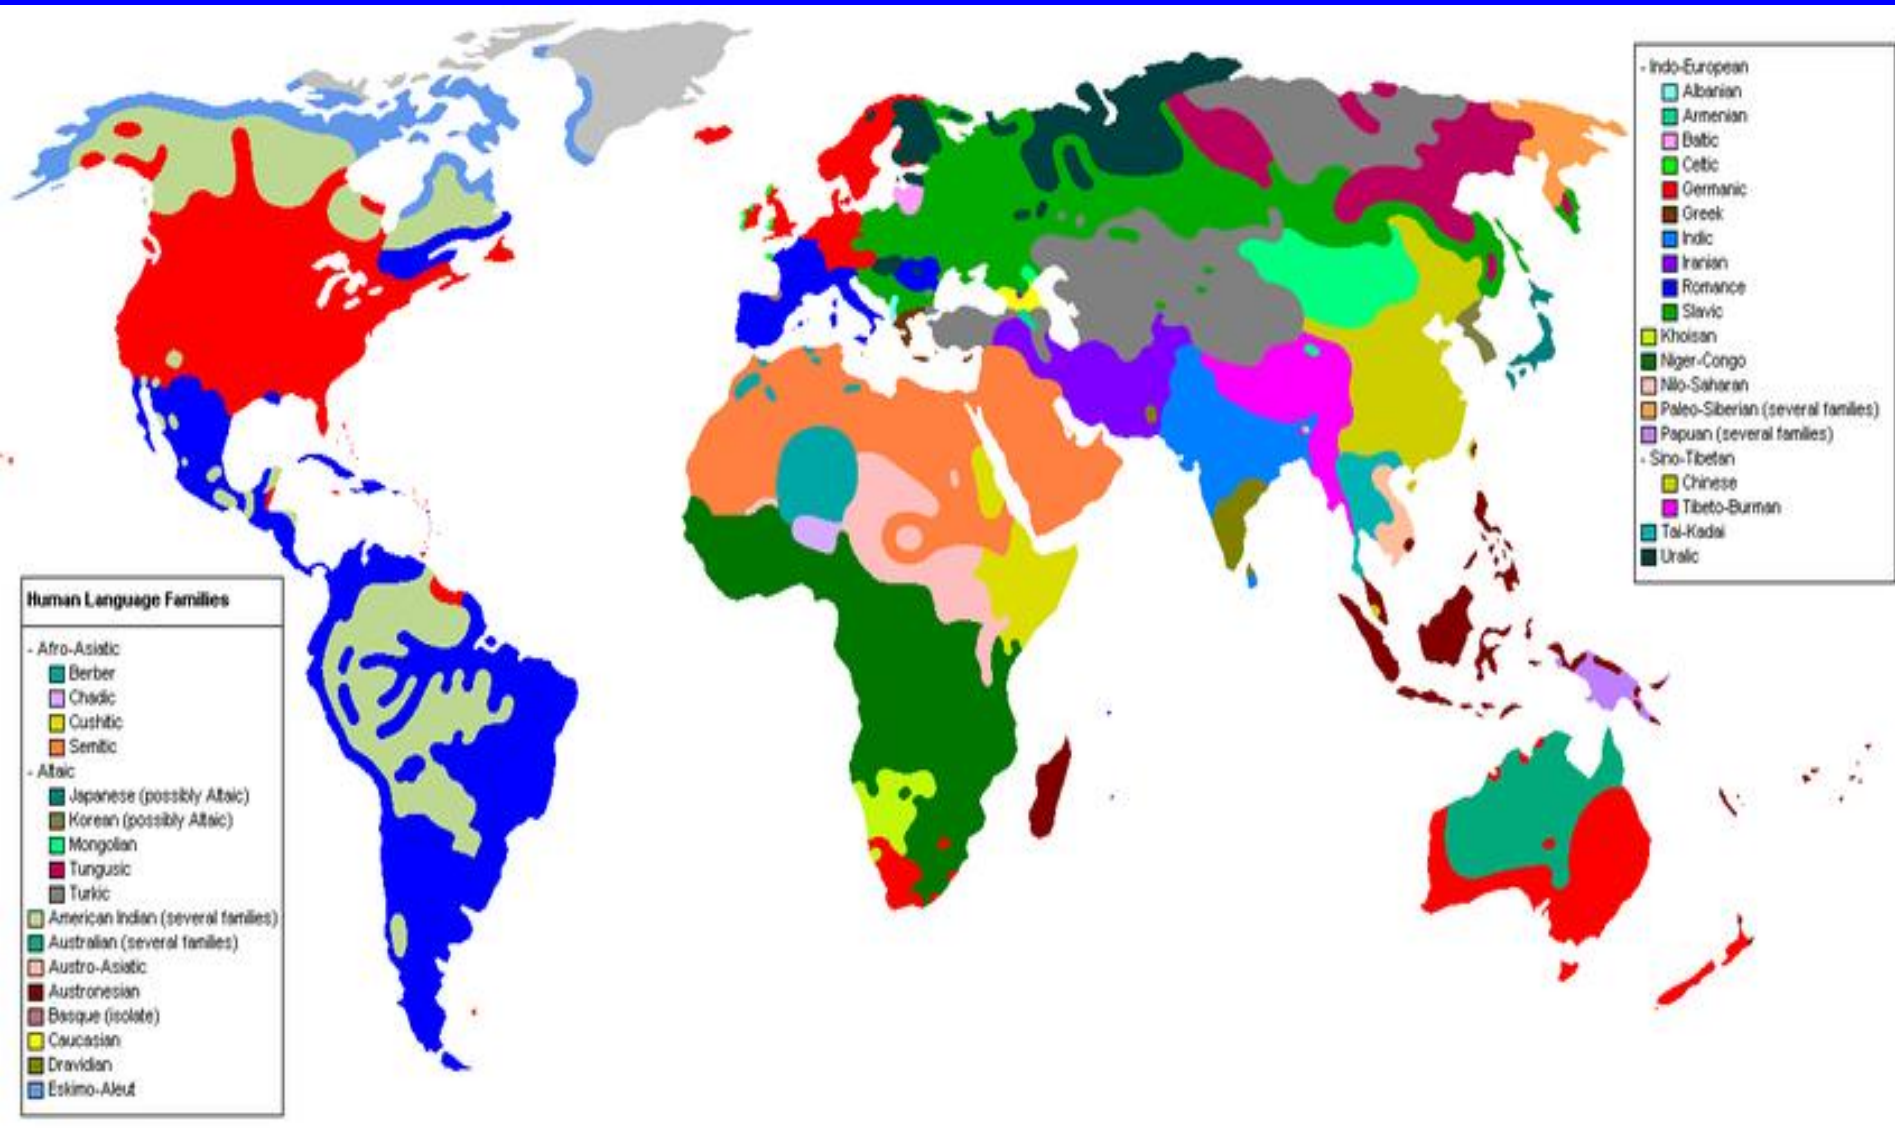 Human Language Families
- Afro-Asiatic
Berber
Chadic
Cushitic
Semitic
- Altaic
Japanese (possibly Altaic)
Korean (possibly Altaic)
Mongolian
Tungusic
Turkic
American Indian (several families)
Australian (several families)
Austro-Asiatic
Austronesian
Basque (isolate)
Caucasian
Dravidian
Eskimo-Aleut
- Indo-European
Albanian
Armenian
Baltic
Celtic
Germanic
Greek
Indic
Iranian
Romance
Slavic
Khoisan
Niger-Congo
Nilo-Saharan
Paleo-Siberian (several families)
Papuan (several families)
- Sino-Tibetan
Chinese
Tibeto-Burman
Tai-Kadai
Uralic